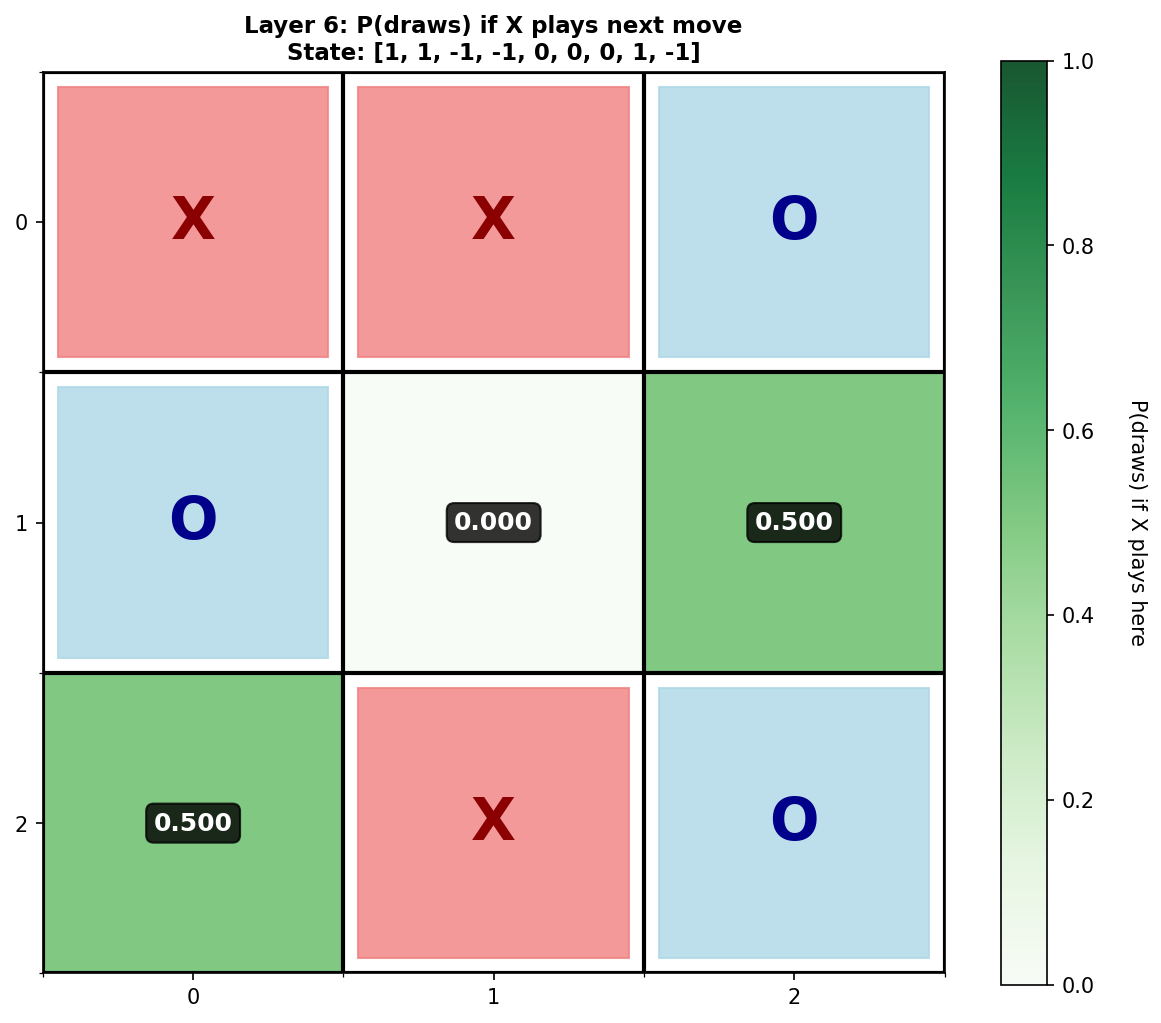 Layer 6: P(draws) if X plays next move
State: [1, 1, -1, -1, 0, 0, 0, 1, -1]
1.0
0.8
0.6
0.4
0.2
0.0
P(draws) if X plays here
0
X
X
O
1
O
0.000
0.500
2
0.500
X
O
0
1
2